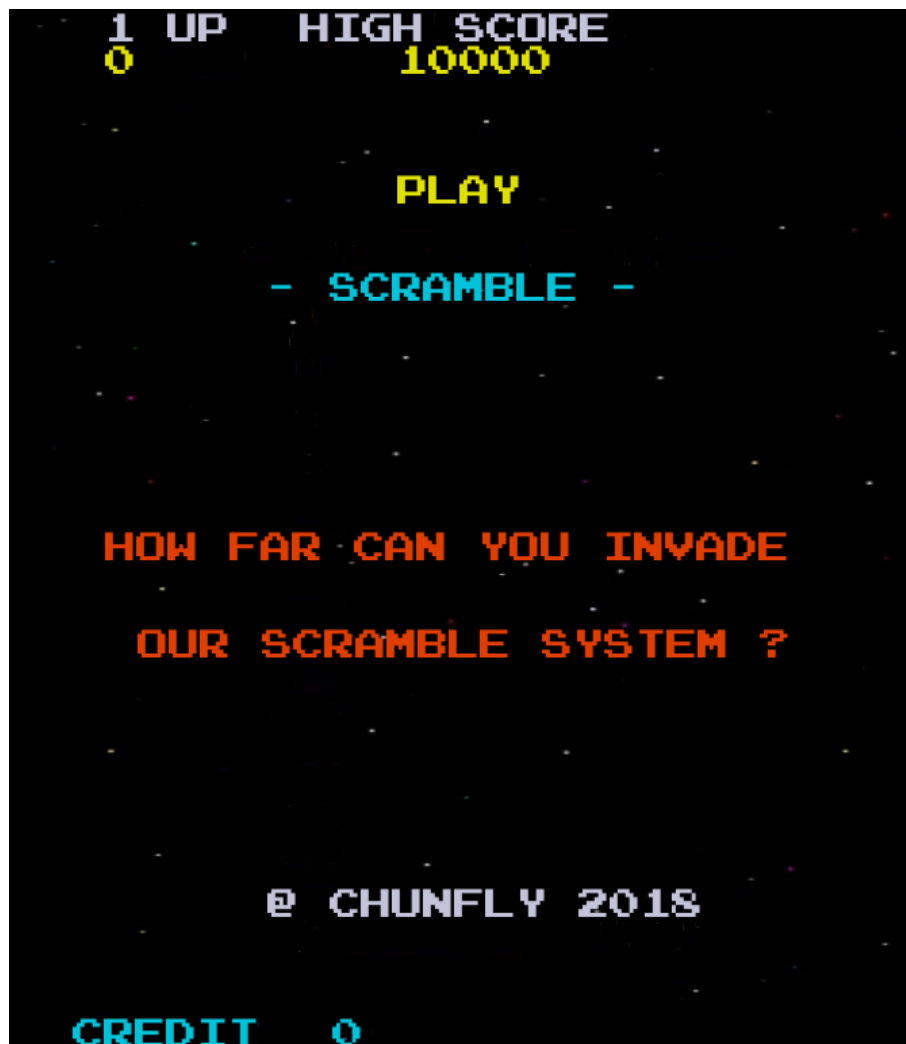 1 UP HIGH SCORE
0 10000
PLAY
- SCRAMBLE -
HOW FAR CAN YOU INVADE
OUR SCRAMBLE SYSTEM ?
@ CHUNFLY 2018
CREDIT 0